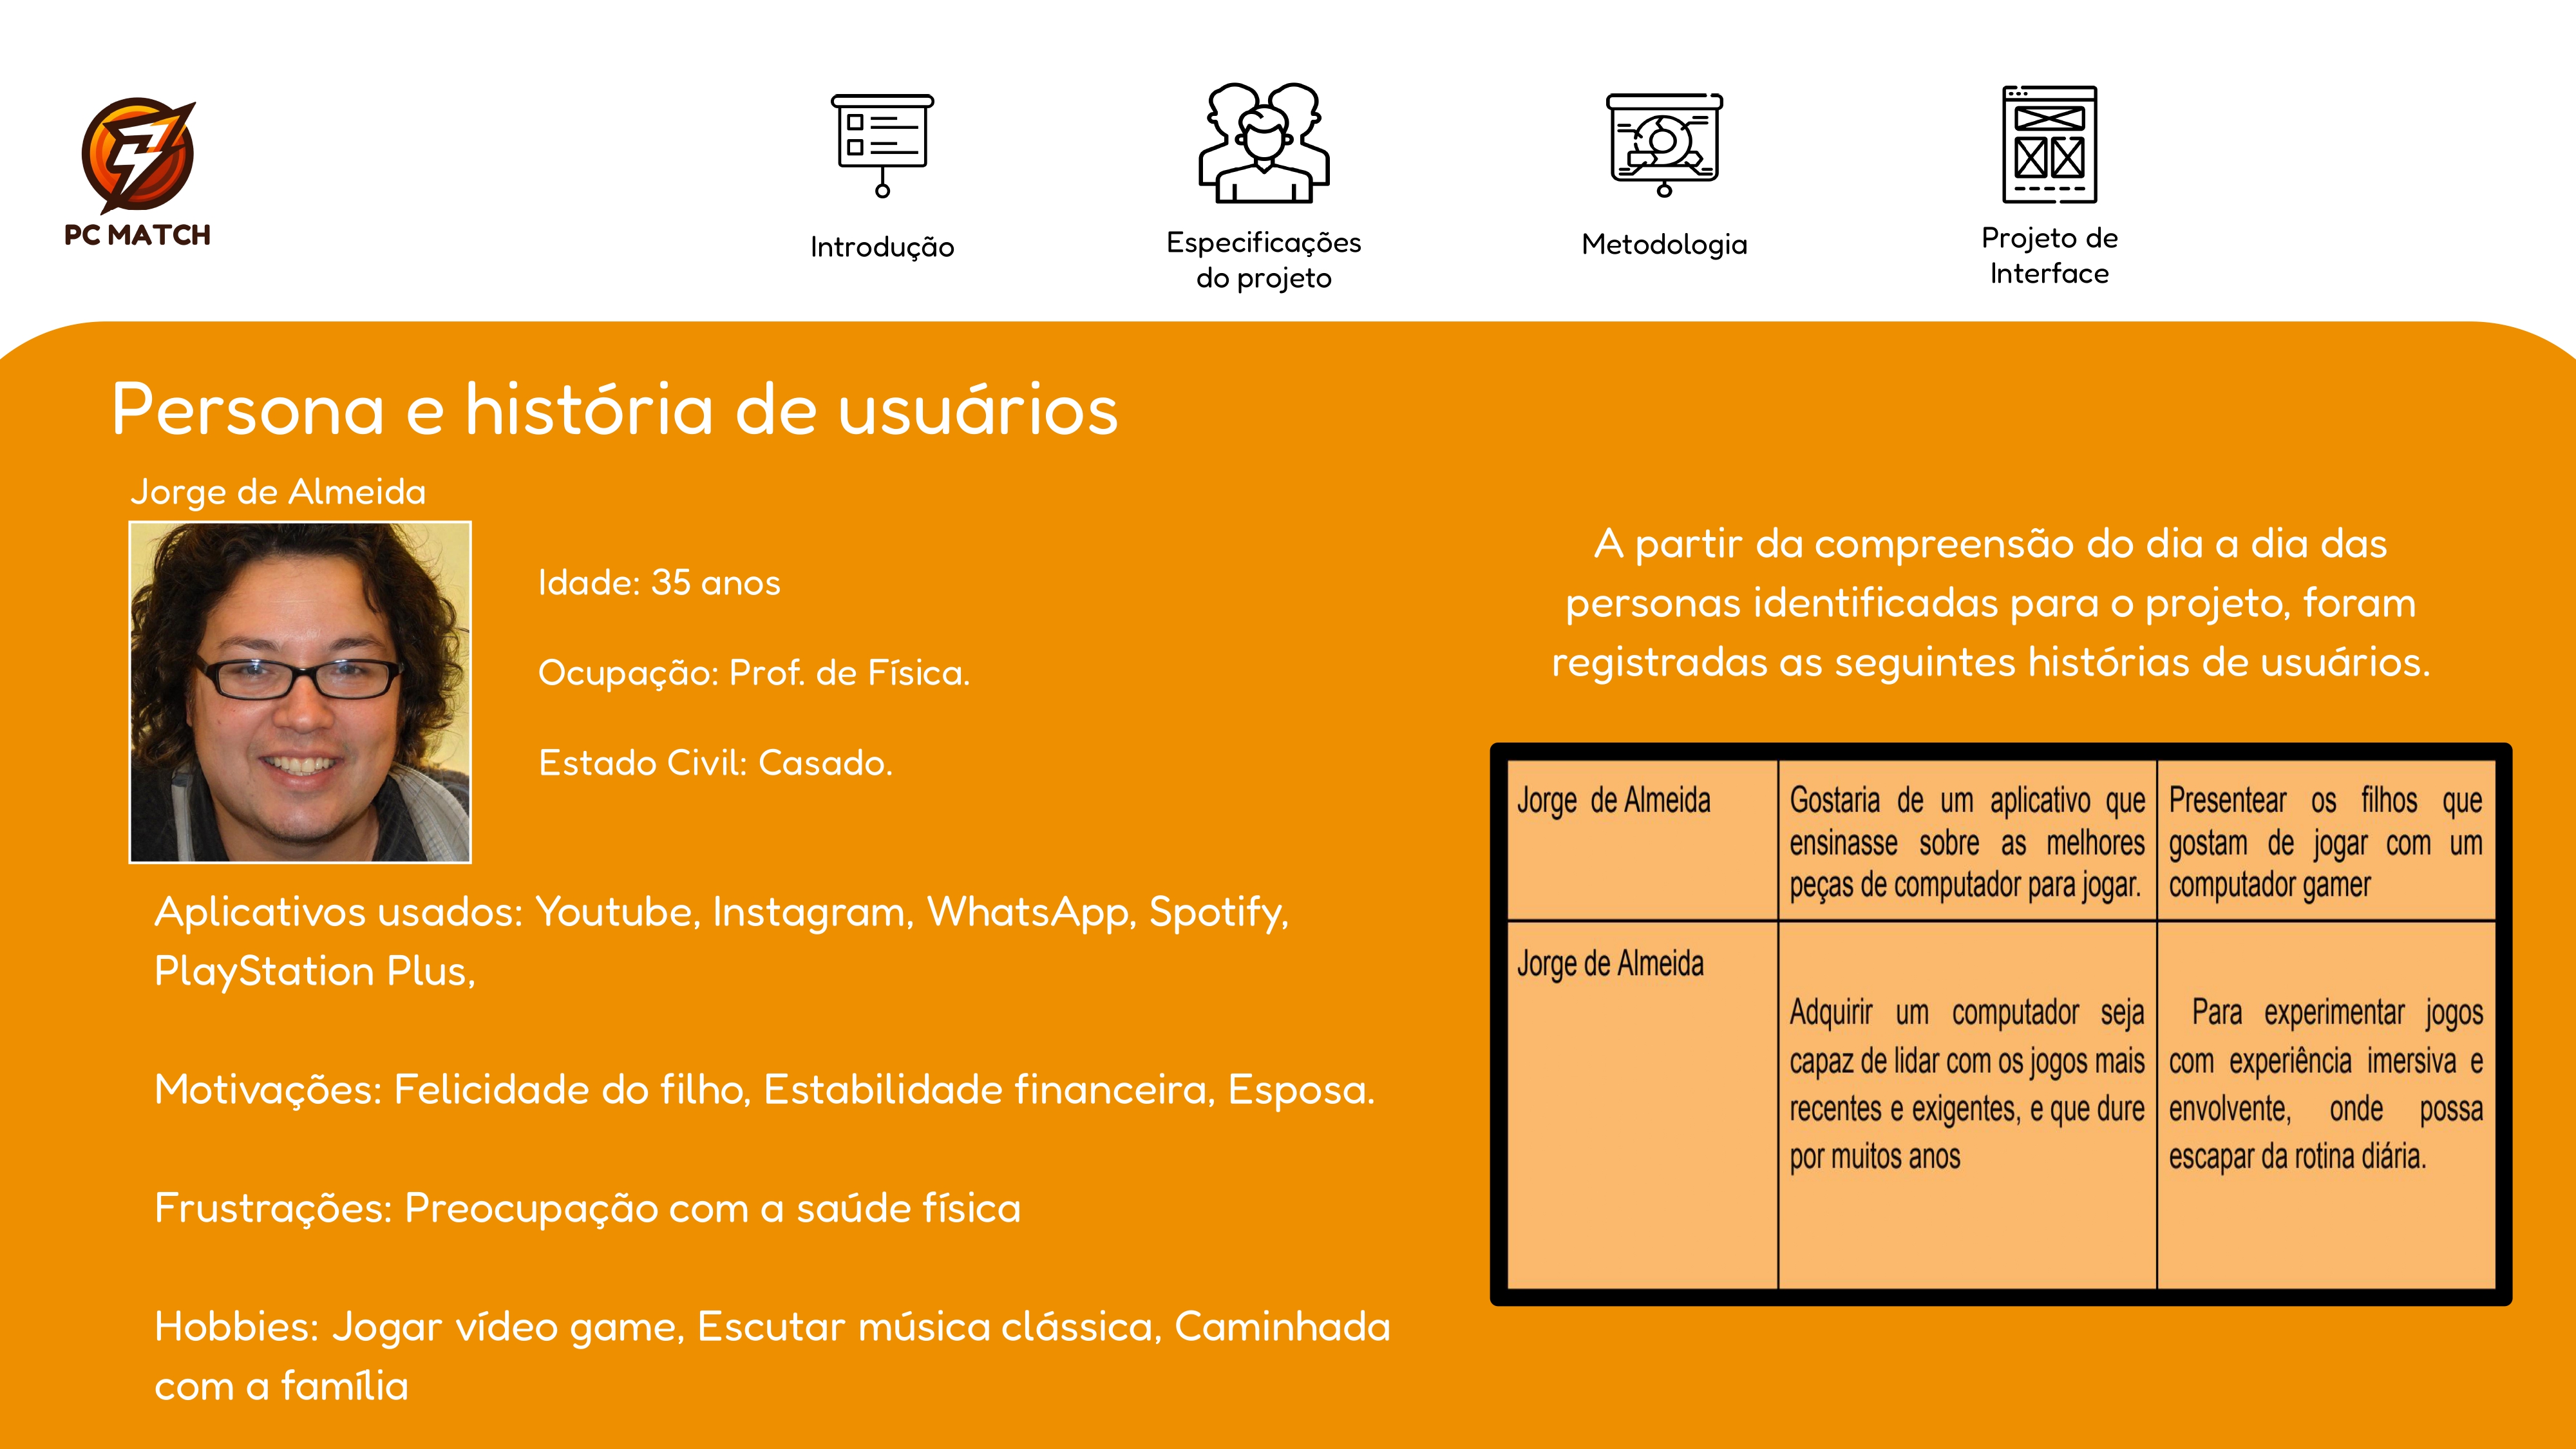 PC MATCH
Introdução
Especificações
do projeto
Metodologia
Projeto de
Interface
Persona e história de usuários
Jorge de Almeida
Idade: 35 anos
Ocupação: Prof. de Física.
Estado Civil: Casado.
Aplicativos usados: Youtube, Instagram, WhatsApp, Spotify,
PlayStation Plus,
Motivações: Felicidade do filho, Estabilidade financeira, Esposa.
Frustrações: Preocupação com a saúde física
Hobbies: Jogar vídeo game, Escutar música clássica, Caminhada
com a família
A partir da compreensão do dia a dia das
personas identificadas para o projeto, foram
registradas as seguintes histórias de usuários.
Jorge de Almeida
Gostaria de um aplicativo que
ensinasse sobre as melhores
peças de computador para jogar.
Presentear os filhos que
gostam de jogar com um
computador gamer
Jorge de Almeida
Adquirir um computador seja
capaz de lidar com os jogos mais
recentes e exigentes, e que dure
por muitos anos
Para experimentar jogos
com experiência imersiva e
envolvente, onde possa
escapar da rotina diária.